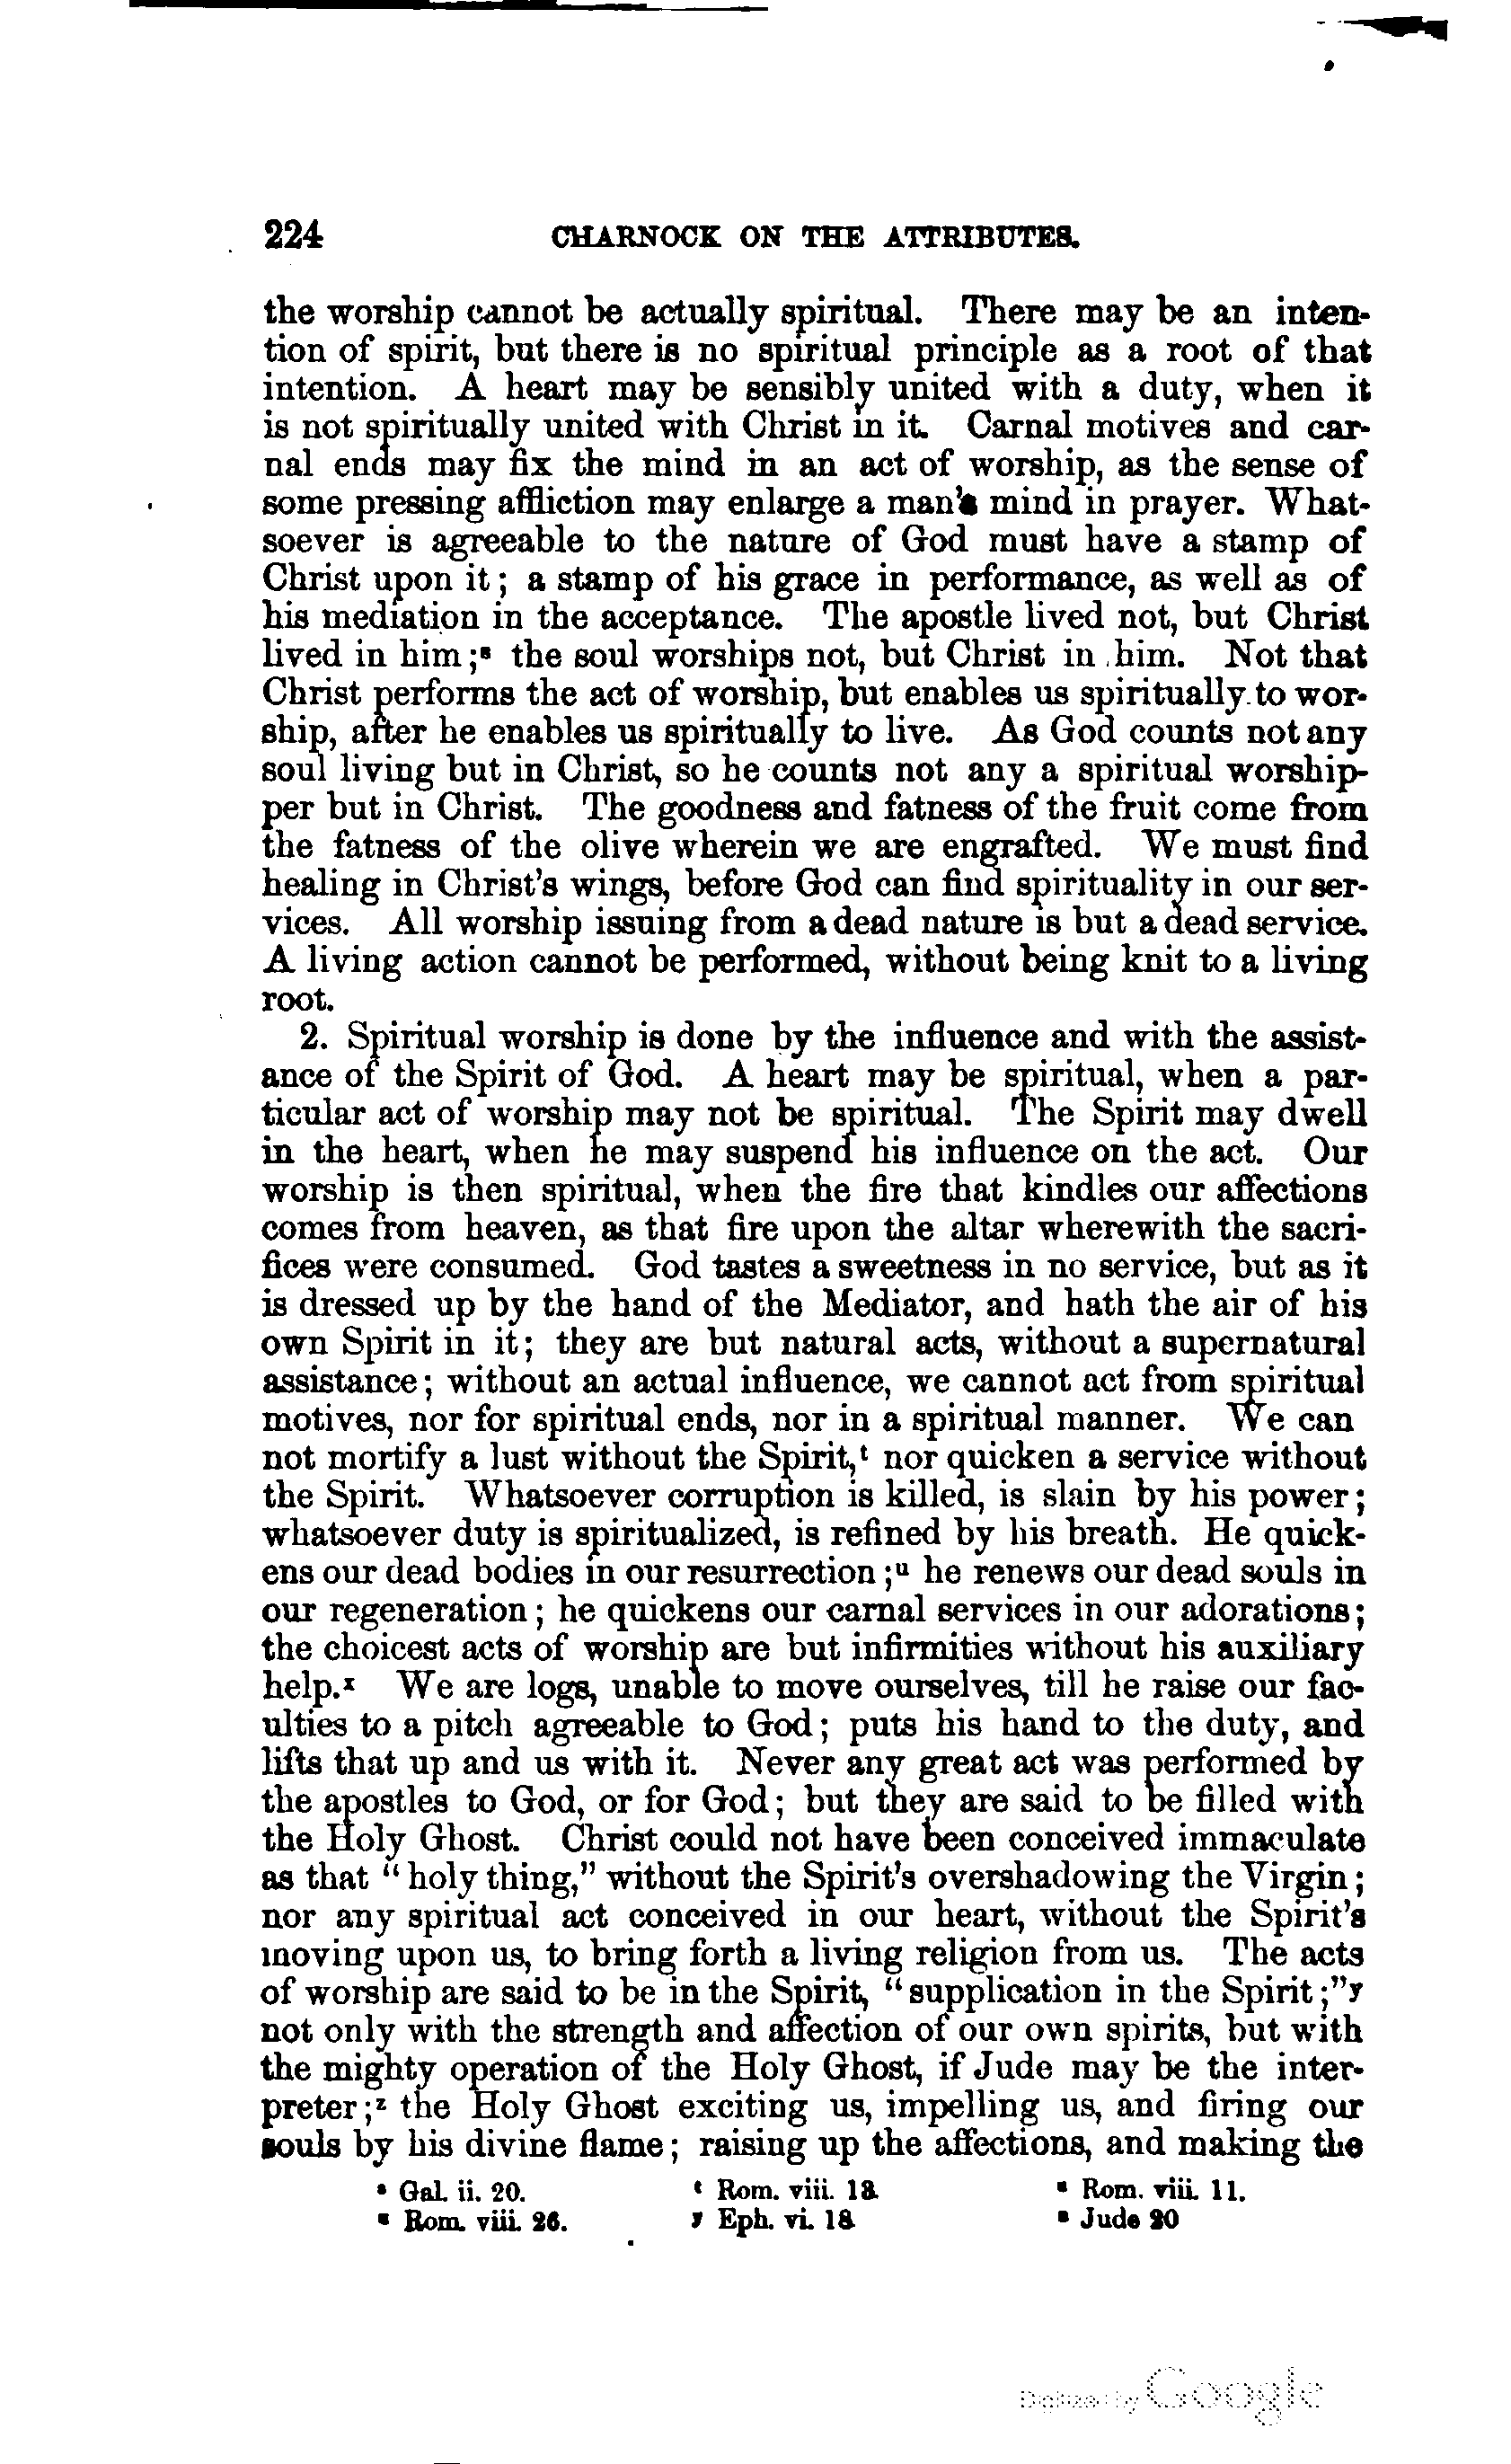 224 CHARNOCK ON THE ATTRIBUTES.
the worship cannot be actually spiritual. There may be an inten-
tion of spirit, but there is no spiritual principle as a root of that
intention. A heart may be sensibly united with a duty, when it
is not spiritually united with Christ in it. Carnal motives and car-
nal ends may fix the mind in an act of worship, as the sense of
some pressing affliction may enlarge a man's mind in prayer. What-
soever is agreeable to the nature of God must have a stamp of
Christ upon it; a stamp of his grace in performance, as well as of
his mediation in the acceptance. The apostle lived not, but Christ
lived in him;s the soul worships not, but Christ in him. Not that
Christ performs the act of worship, but enables us spiritually to wor-
ship, after he enables us spiritually to live. As God counts not any
soul living but in Christ, so he counts not any a spiritual worship-
per but in Christ. The goodness and fatness of the fruit come from
the fatness of the olive wherein we are engrafted. We must find
healing in Christ's wings, before God can find spirituality in our ser-
vices. All worship issuing from a dead nature is but a dead service.
A living action cannot be performed, without being knit to a living
root.
2. Spiritual worship is done by the influence and with the assist-
ance of the Spirit of God. A heart may be spiritual, when a par-
ticular act of worship may not be spiritual. The Spirit may dwell
in the heart, when he may suspend his influence on the act. Our
worship is then spiritual, when the fire that kindles our affections
comes from heaven, as that fire upon the altar wherewith the sacri-
fices were consumed. God tastes a sweetness in no service, but as it
is dressed up by the hand of the Mediator, and hath the air of his
own Spirit in it; they are but natural acts, without a supernatural
assistance; without an actual influence, we cannot act from spiritual
motives, nor for spiritual ends, nor in a spiritual manner. We can
not mortify a lust without the Spirit,t nor quicken a service without
the Spirit. Whatsoever corruption is killed, is slain by his power;
whatsoever duty is spiritualized, is refined by his breath. He quick-
ens our dead bodies in our resurrection;u he renews our dead souls in
our regeneration; he quickens our carnal services in our adorations;
the choicest acts of worship are but infirmities without his auxiliary
help.x We are logs, unable to move ourselves, till he raise our fac-
ulties to a pitch agreeable to God; puts his hand to the duty, and
lifts that up and us with it. Never any great act was performed by
the apostles to God, or for God; but they are said to be filled with
the Holy Ghost. Christ could not have been conceived immaculate
as that "holy thing," without the Spirit's overshadowing the Virgin;
nor any spiritual act conceived in our heart, without the Spirit's
moving upon us, to bring forth a living religion from us. The acts
of worship are said to be in the Spirit, "supplication in the Spirit;"y
not only with the strength and affection of our own spirits, but with
the mighty operation of the Holy Ghost, if Jude may be the inter-
preter;z the Holy Ghost exciting us, impelling us, and firing our
souls by his divine flame; raising up the affections, and making the
s Gal. ii. 20. t Rom. viii. 13. u Rom. viii. 11.
x Rom. viii. 26. y Eph. vi. 18. z Jude 20
Digitized by Google